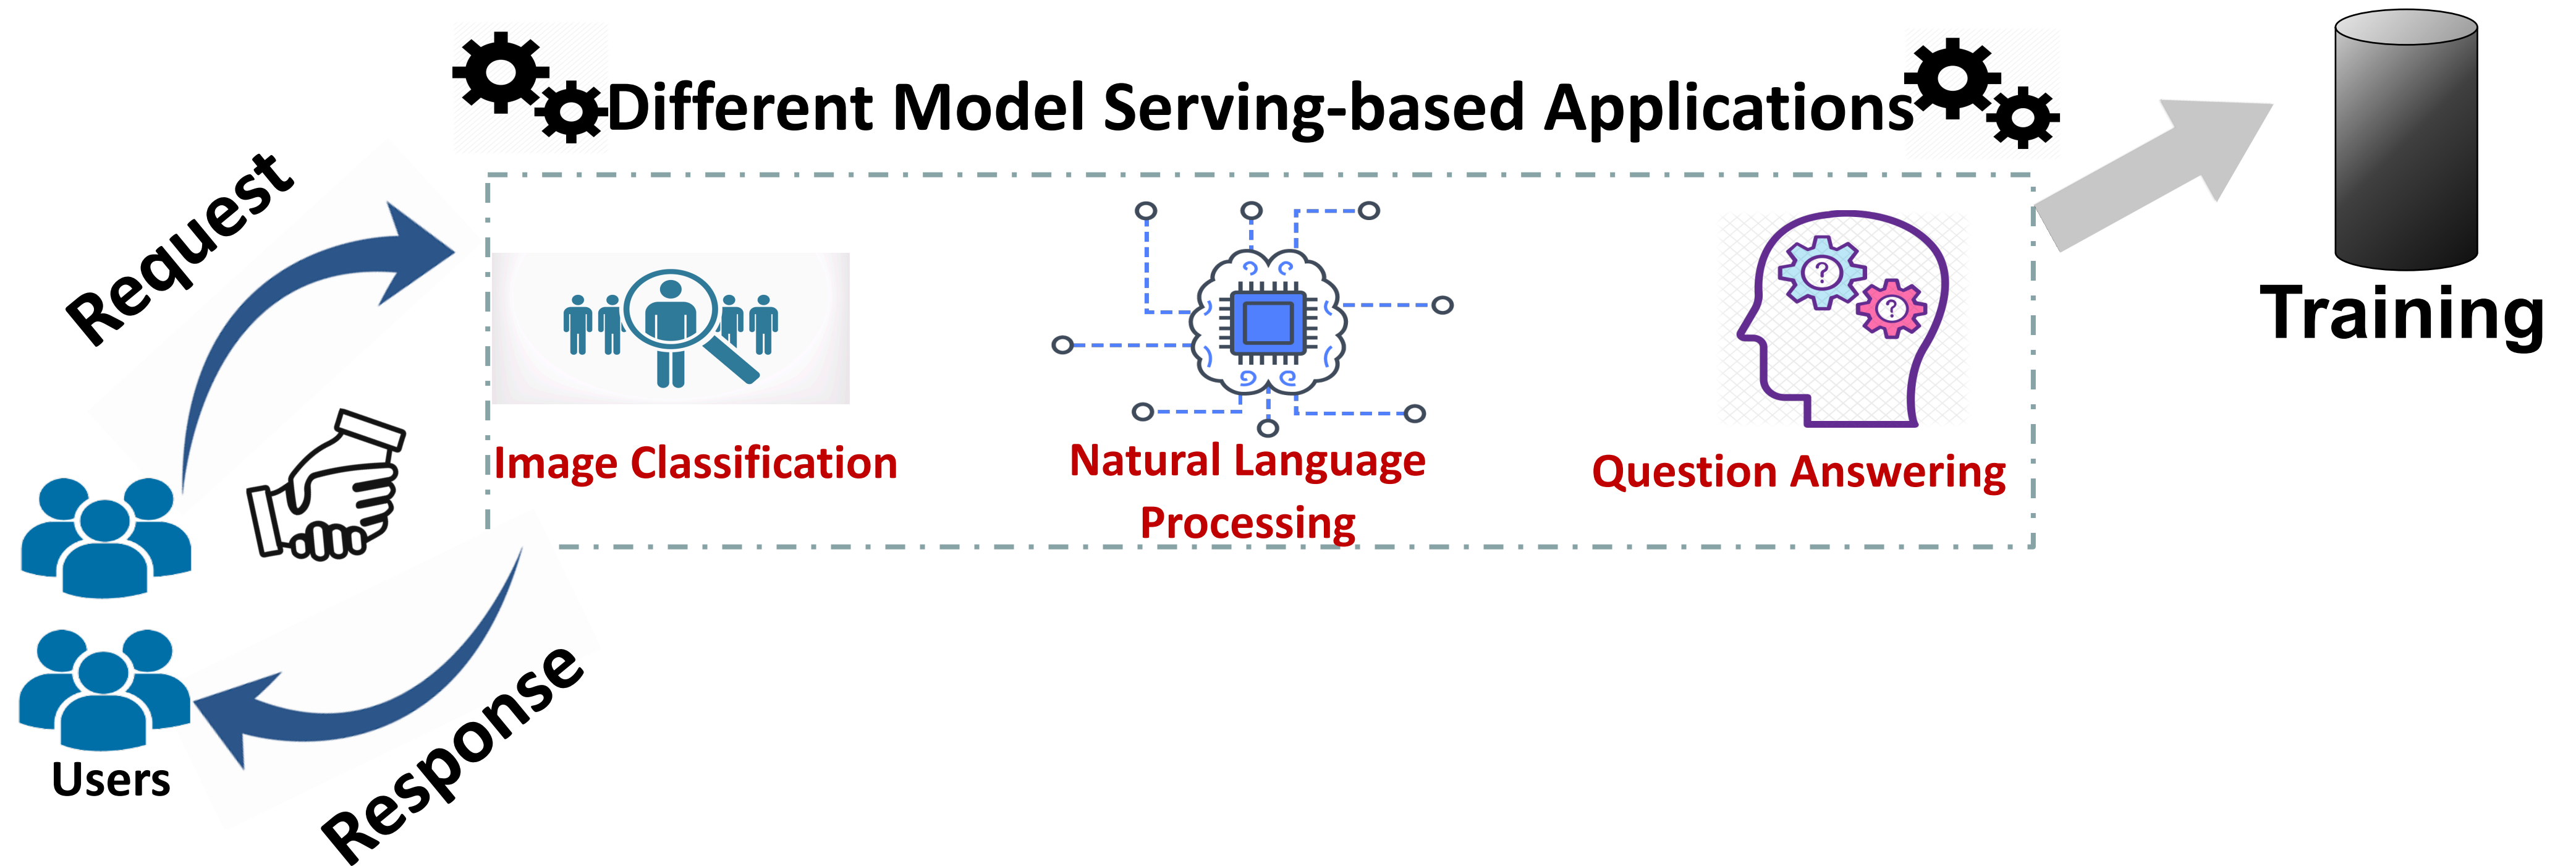 Different Model Serving-based Applications
Request
Image Classification
Natural Language
Processing
Question Answering
Training
? ?
Users
Response